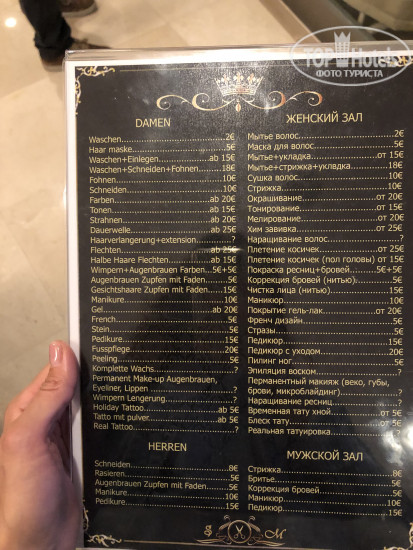 TOP Hotels
ФОТО ТУРИСТА
DAMEN
Waschen 2€
Haar maske 5€
Waschen+Einlegen ab 15€
Waschen+Schneiden+Fohnen 18€
Fohnen 10€
Schneiden 10€
Farben ab 20€
Tonen ab 15€
Strahnen ab 20€
Dauerwelle ab 25€
Haarverlangerung+extension ?
Flechten ab 25€
Halbe Haare Flechten ab 15€
Wimpern+Augenbrauen Farben 5€+5€
Augenbrauen Zupfen mit Faden 5€
Gesichtshaare Zupfen mit Faden 15€
Manikure 10€
Gel ab 20€
French 5€
Stein 5€
Pedikure 15€
Fusspflege 20€
Peeling 5€
Komplette Wachs ?
Permanent Make-up Augenbrauen,
Eyeliner, Lippen ?
Wimpern Lengerung ?
Holiday Tattoo ab 5€
Tatto mit pulver ab 5€
Real Tattoo ?
HERREN
Schneiden 8€
Rasieren 5€
Augenbrauen Zupfen mit Faden 5€
Manikure 10€
Pedikure 15€
ЖЕНСКИЙ ЗАЛ
Мытье волос 2€
Маска для волос 5€
Мытье+укладка от 15€
Мытье+стрижка+укладка 18€
Сушка волос 10€
Стрижка 10€
Окрашивание от 20€
Тонирование от 15€
Мелирование от 20€
Хим завивка от 25€
Наращивание волос ?
Плетение косичек от 25€
Плетение косичек (пол головы) от 15€
Покраска ресниц+бровей 5€+5€
Коррекция бровей (нитью) 5€
Чистка лица (нитью) 15€
Маникюр 10€
Покрытие гель-лак от 20€
Френч дизайн 5€
Стразы 5€
Педикюр 15€
Педикюр с уходом 20€
Пилинг ног 5€
Эпиляция воском ?
Перманентный макияж (веко, губы,
брови, микроблайдинг) ?
Наращивание ресниц ?
Временная тату хной от 5€
Блеск тату от 5€
Реальная татуировка ?
МУЖСКОЙ ЗАЛ
Стрижка 8€
Бритье 5€
Коррекция бровей 5€
Маникюр 10€
Педикюр 15€
S M